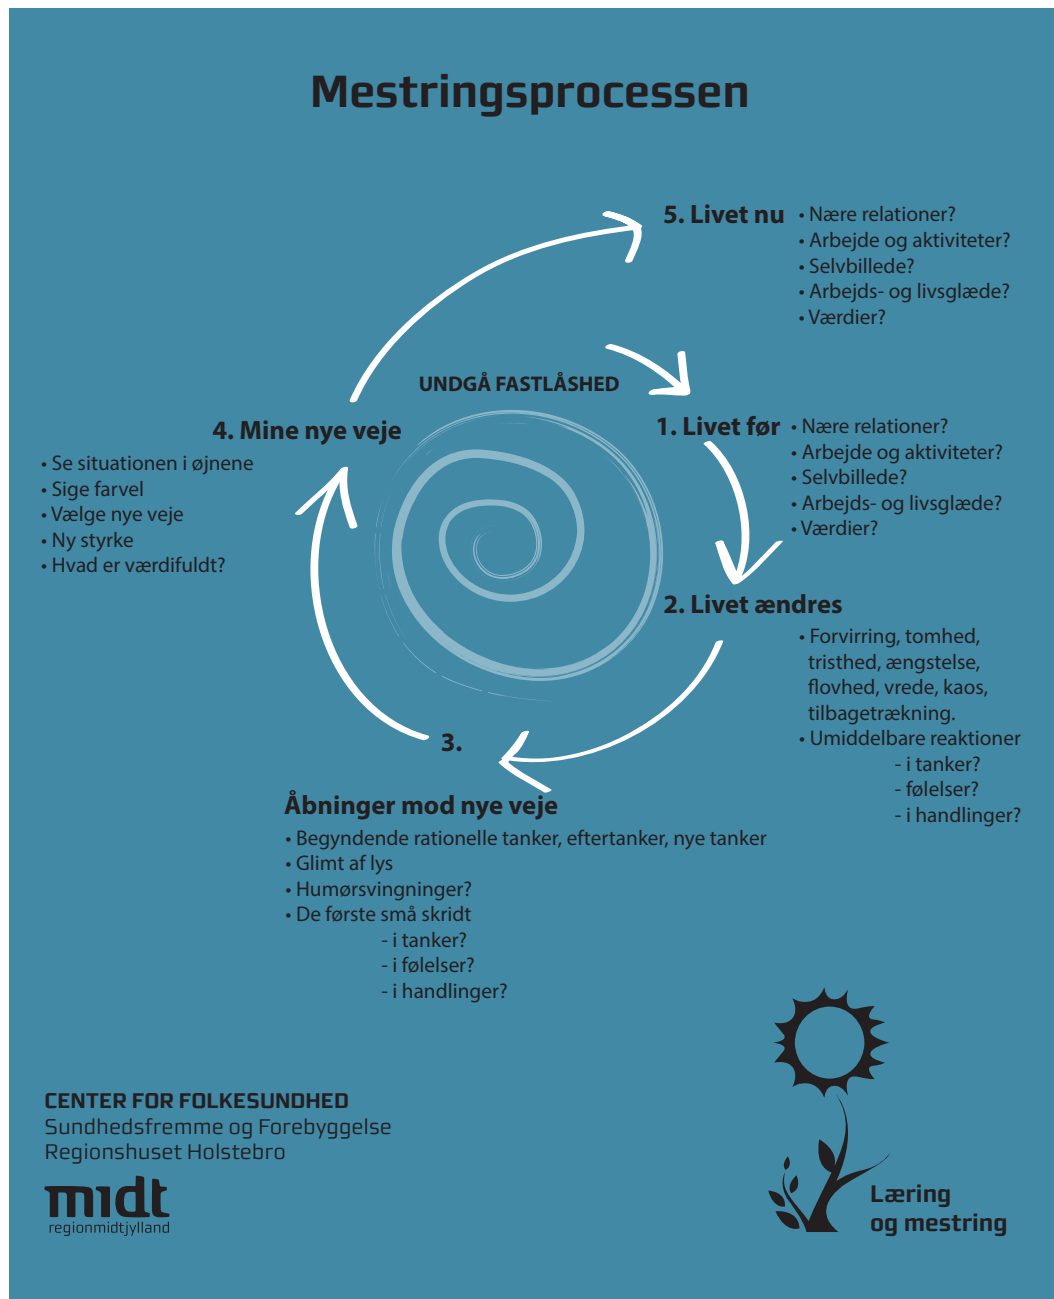 Mestringsprocessen
5. Livet nu
• Nære relationer?
• Arbejde og aktiviteter?
• Selvbillede?
• Arbejds- og livsglæde?
• Værdier?
UNDGÅ FASTLÅSHED
1. Livet før
• Nære relationer?
• Arbejde og aktiviteter?
• Selvbillede?
• Arbejds- og livsglæde?
• Værdier?
2. Livet ændres
• Forvirring, tomhed,
tristhed, ængstelse,
flovhed, vrede, kaos,
tilbagetrækning.
• Umiddelbare reaktioner
- i tanker?
- følelser?
- i handlinger?
3.
Åbninger mod nye veje
• Begyndende rationelle tanker, eftertanker, nye tanker
• Glimt af lys
• Humørsvingninger?
• De første små skridt
- i tanker?
- i følelser?
- i handlinger?
4. Mine nye veje
• Se situationen i øjnene
• Sige farvel
• Vælge nye veje
• Ny styrke
• Hvad er værdifuldt?
CENTER FOR FOLKESUNDHED
Sundhedsfremme og Forebyggelse
Regionshuset Holstebro
midt
regionmidtjylland
Læring
og mestring